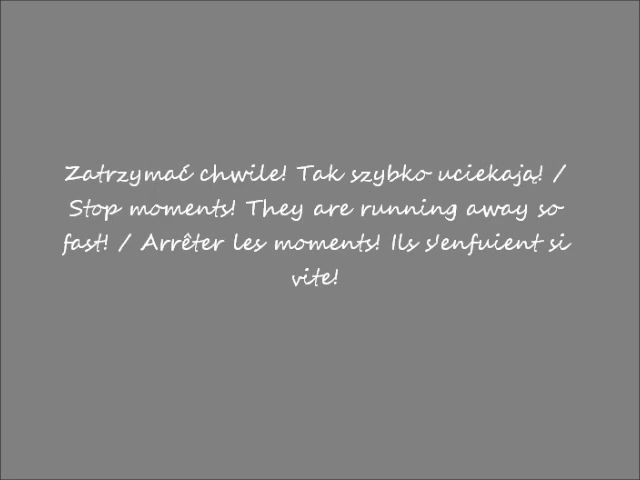 Zatrzymać chwile! Tak szybko uciekają! /
Stop moments! They are running away so
fast! / Arrêter les moments! Ils s'enfuient si
vite!